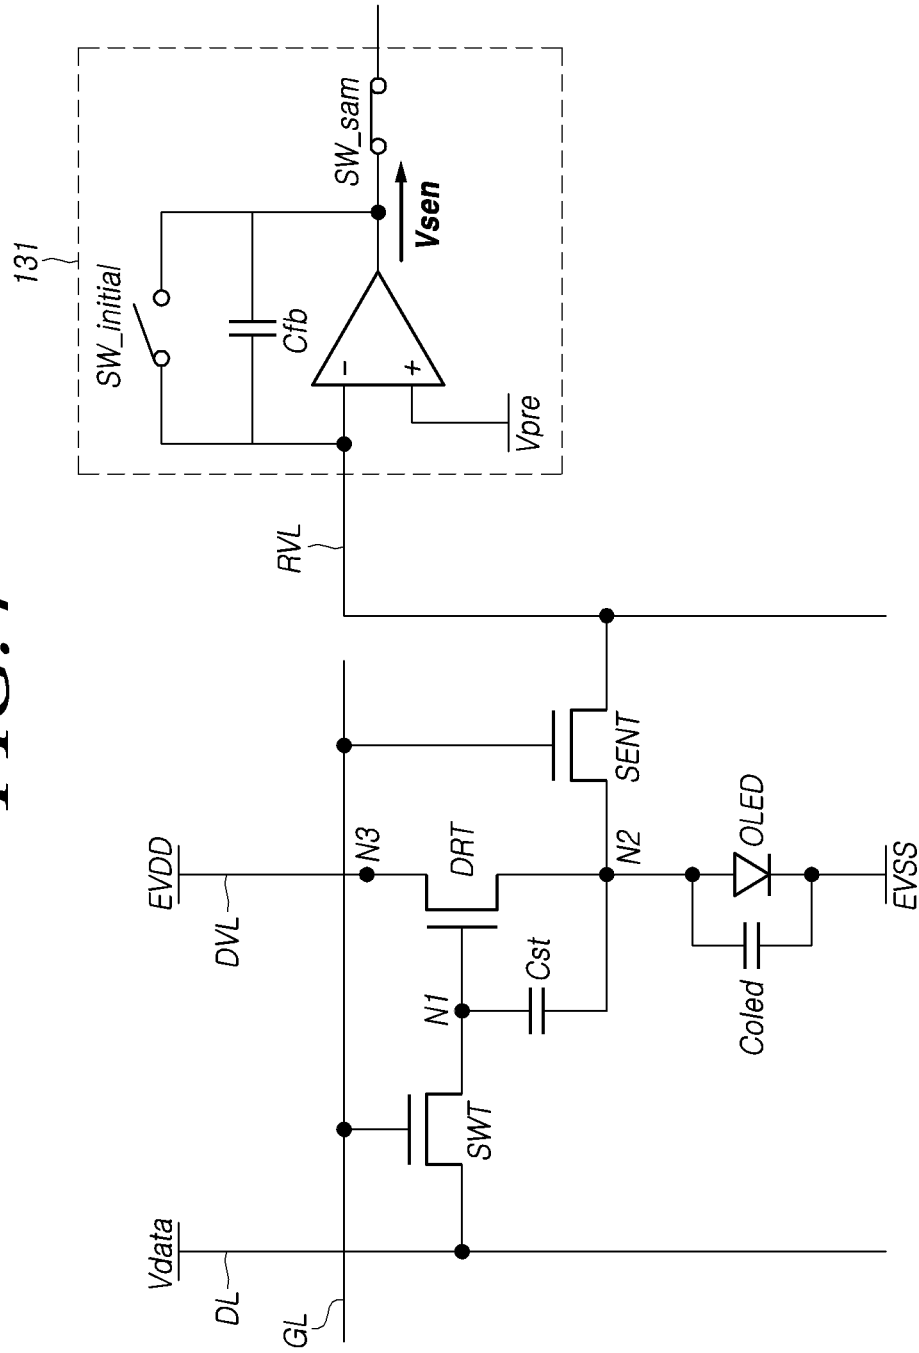 131
SW_initial
SW_sam
Cfb
Vsen
-
+
Vpre
RVL
EVDD
DVL
N3
DRT
SENT
N1
Cst
N2
OLED
Coled
EVSS
Vdata
DL
GL
SWT